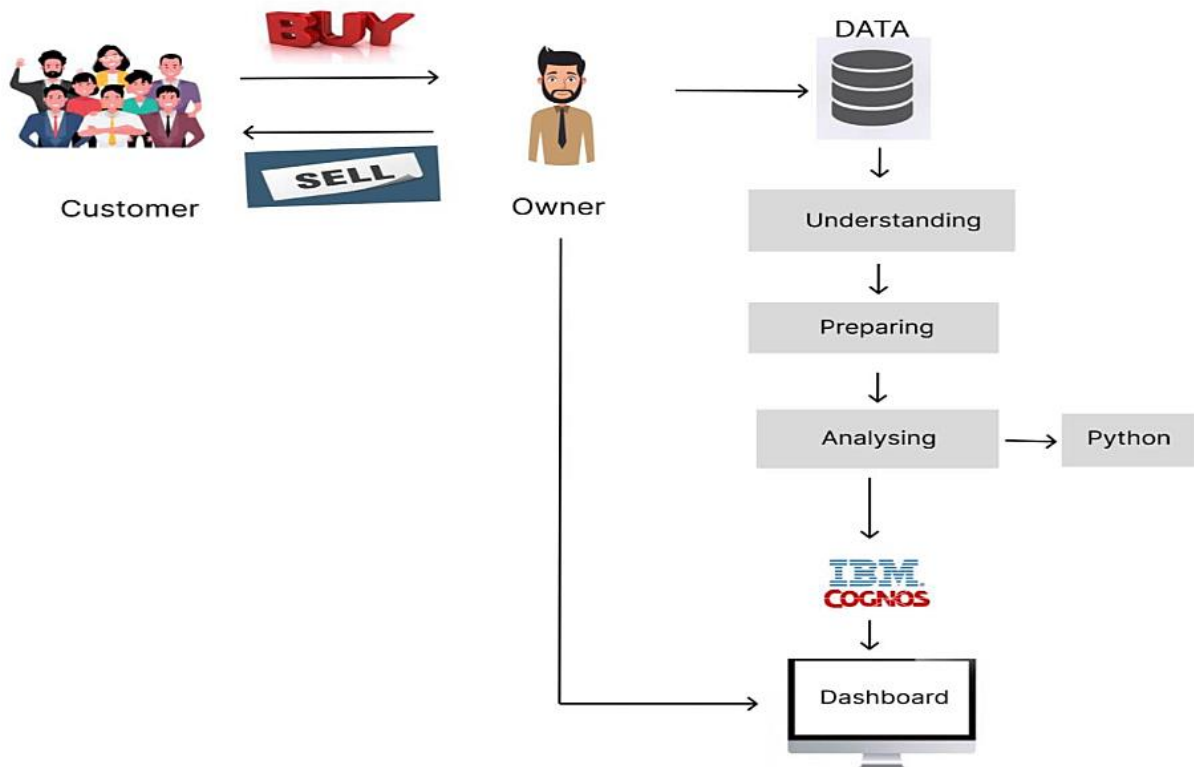 BUY
SELL
Customer
Owner
DATA
Understanding
Preparing
Analysing
Python
IBM.
COGNOS
Dashboard